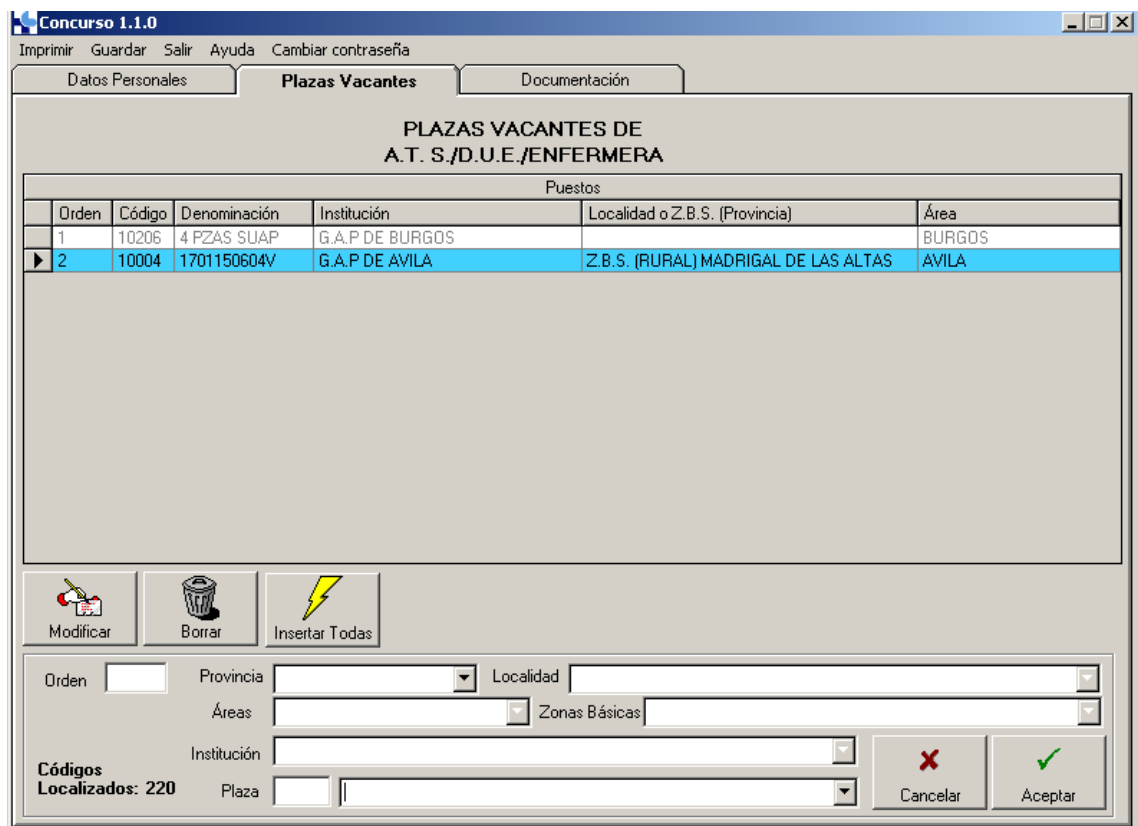 Concurso 1.1.0
Imprimir Guardar Salir Ayuda Cambiar contraseña
Datos Personales Plazas Vacantes Documentación
PLAZAS VACANTES DE
A.T. S./D.U.E./ENFERMERA
Puestos
Orden Código Denominación Institución Localidad o Z.B.S. (Provincia) Área
1 10206 4 PZAS SUAP G.A.P DE BURGOS BURGOS
2 10004 1701150604V G.A.P DE AVILA Z.B.S. (RURAL) MADRIGAL DE LAS ALTAS AVILA
Modificar Borrar Insertar Todas
Orden Provincia Localidad
Áreas Zonas Básicas
Institución
Códigos
Localizados: 220 Plaza Cancelar Aceptar